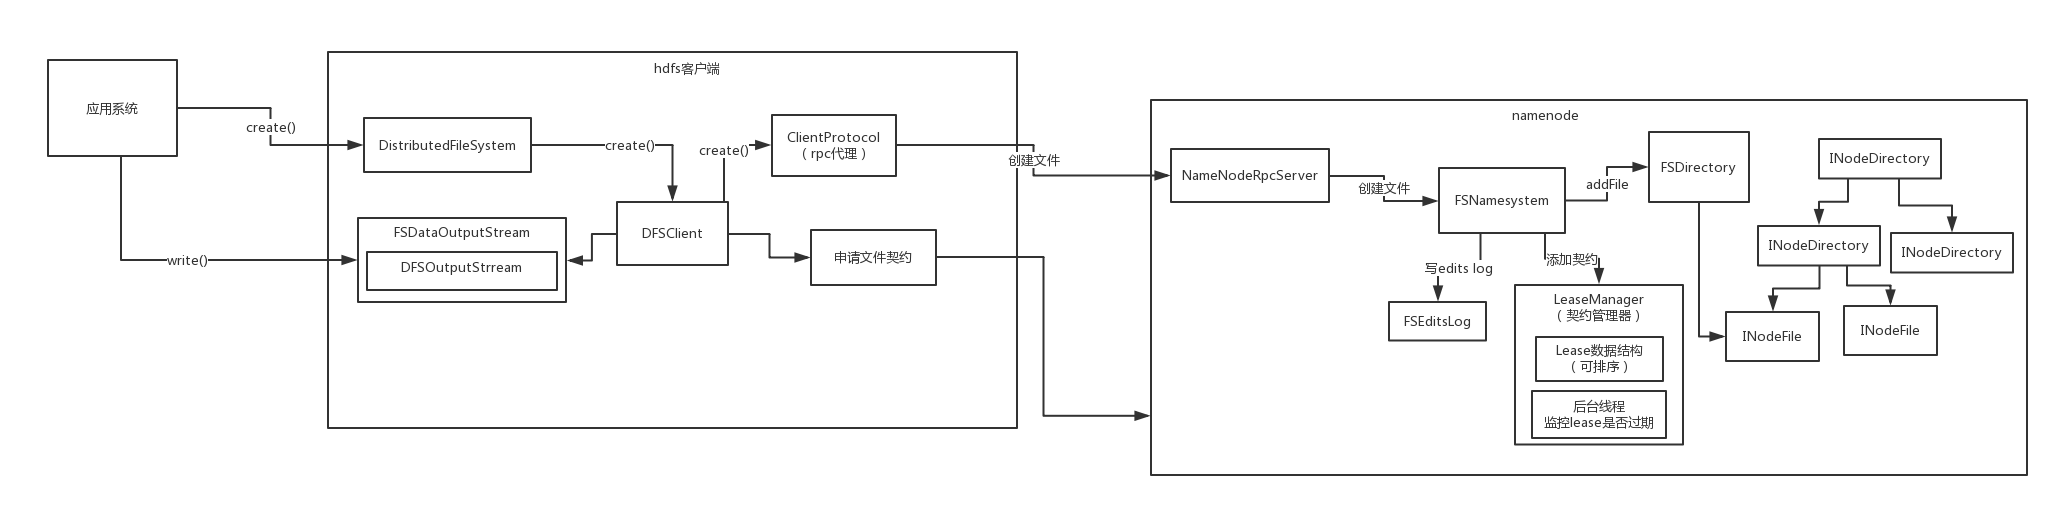 应用系统
create()
write()
hdfs客户端
DistributedFileSystem
create()
create()
ClientProtocol
（rpc代理）
FSDataOutputStream
DFSOutputStrream
DFSClient
申请文件契约
创建文件
namenode
NameNodeRpcServer
创建文件
FSNamesystem
addFile
FSDirectory
写edits log
添加契约
FSEditsLog
LeaseManager
（契约管理器）
Lease数据结构
（可排序）
后台线程
监控lease是否过期
INodeDirectory
INodeDirectory
INodeDirectory
INodeFile
INodeFile